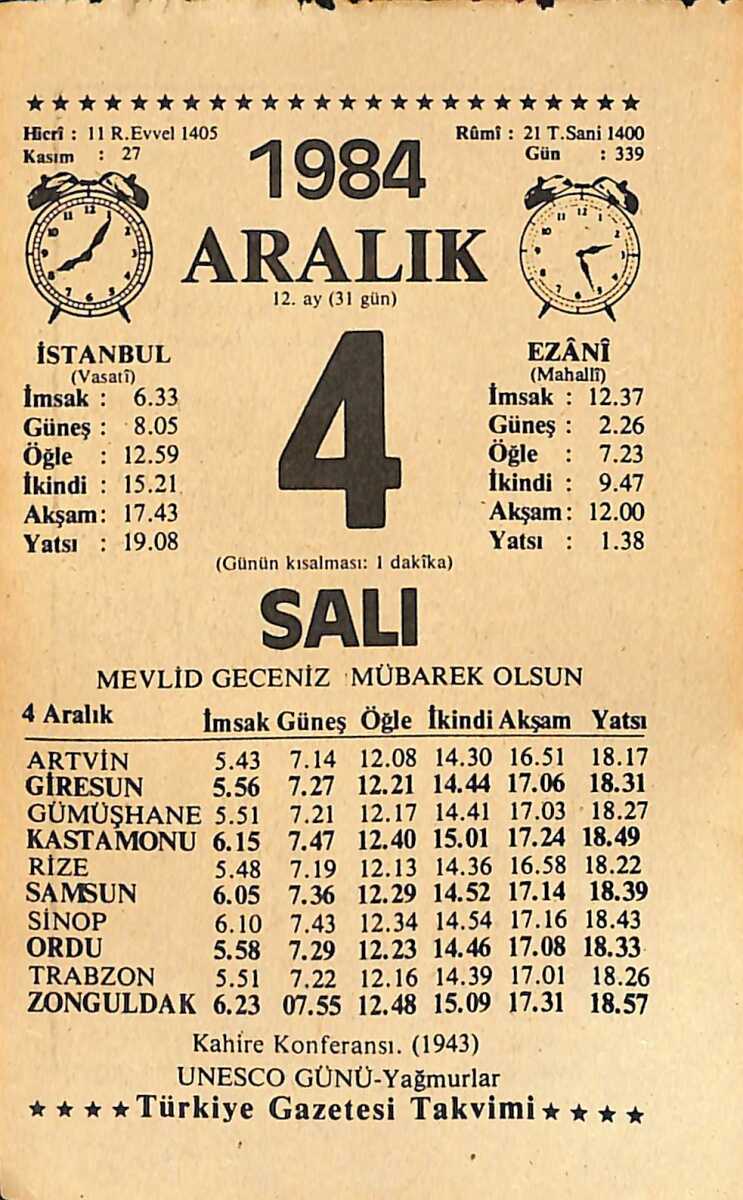 ★★★★★★★★★★★★★★★★★★★★★★★★
Hicrî : 11 R.Evvel 1405
Kasım : 27
1984
Rûmî : 21 T.Sani 1400
Gün : 339
ARALIK
12. ay (31 gün)
4
İSTANBUL
(Vasatî)
İmsak : 6.33
Güneş : 8.05
Öğle : 12.59
İkindi : 15.21
Akşam: 17.43
Yatsı : 19.08
EZÂNÎ
(Mahallî)
İmsak : 12.37
Güneş : 2.26
Öğle : 7.23
İkindi : 9.47
Akşam: 12.00
Yatsı : 1.38
(Günün kısalması: 1 dakîka)
SALI
MEVLİD GECENİZ MÜBAREK OLSUN
4 Aralık İmsak Güneş Öğle İkindi Akşam Yatsı
ARTVİN 5.43 7.14 12.08 14.30 16.51 18.17
GİRESUN 5.56 7.27 12.21 14.44 17.06 18.31
GÜMÜŞHANE 5.51 7.21 12.17 14.41 17.03 18.27
KASTAMONU 6.15 7.47 12.40 15.01 17.24 18.49
RİZE 5.48 7.19 12.13 14.36 16.58 18.22
SAMSUN 6.05 7.36 12.29 14.52 17.14 18.39
SİNOP 6.10 7.43 12.34 14.54 17.16 18.43
ORDU 5.58 7.29 12.23 14.46 17.08 18.33
TRABZON 5.51 7.22 12.16 14.39 17.01 18.26
ZONGULDAK 6.23 07.55 12.48 15.09 17.31 18.57
Kahire Konferansı. (1943)
UNESCO GÜNÜ-Yağmurlar
★★★★Türkiye Gazetesi Takvimi★★★★